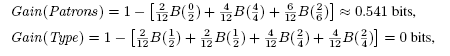 Gain(Patrons) = 1 − [2/12 B(0/2) + 4/12 B(4/4) + 6/12 B(2/6)] ≈ 0.541 bits,
Gain(Type) = 1 − [2/12 B(1/2) + 2/12 B(1/2) + 4/12 B(2/4) + 4/12 B(2/4)] = 0 bits,